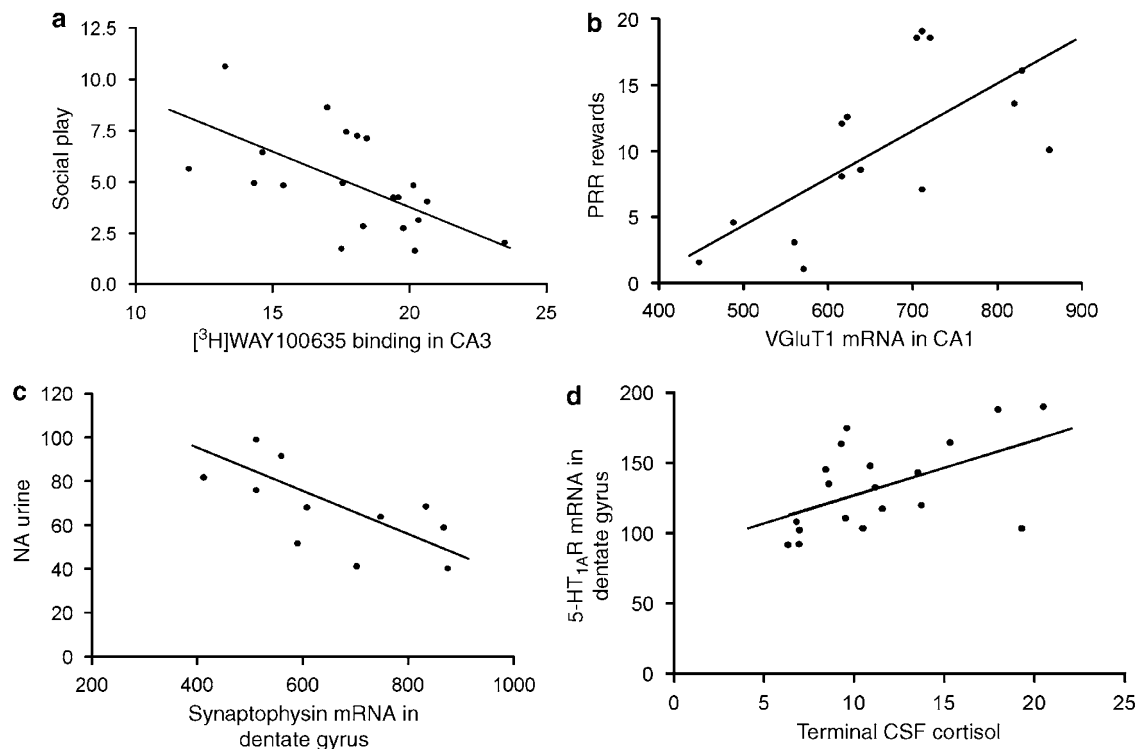 a
12.5
10.0
7.5
5.0
2.5
0.0
Social play
10 15 20 25
[³H]WAY100635 binding in CA3
b
20
15
10
5
0
PRR rewards
400 500 600 700 800 900
VGluT1 mRNA in CA1
c
120
100
80
60
40
20
0
NA urine
200 400 600 800 1000
Synaptophysin mRNA in
dentate gyrus
d
200
150
100
50
0
5-HT₁ₐR mRNA in
dentate gyrus
0 5 10 15 20 25
Terminal CSF cortisol